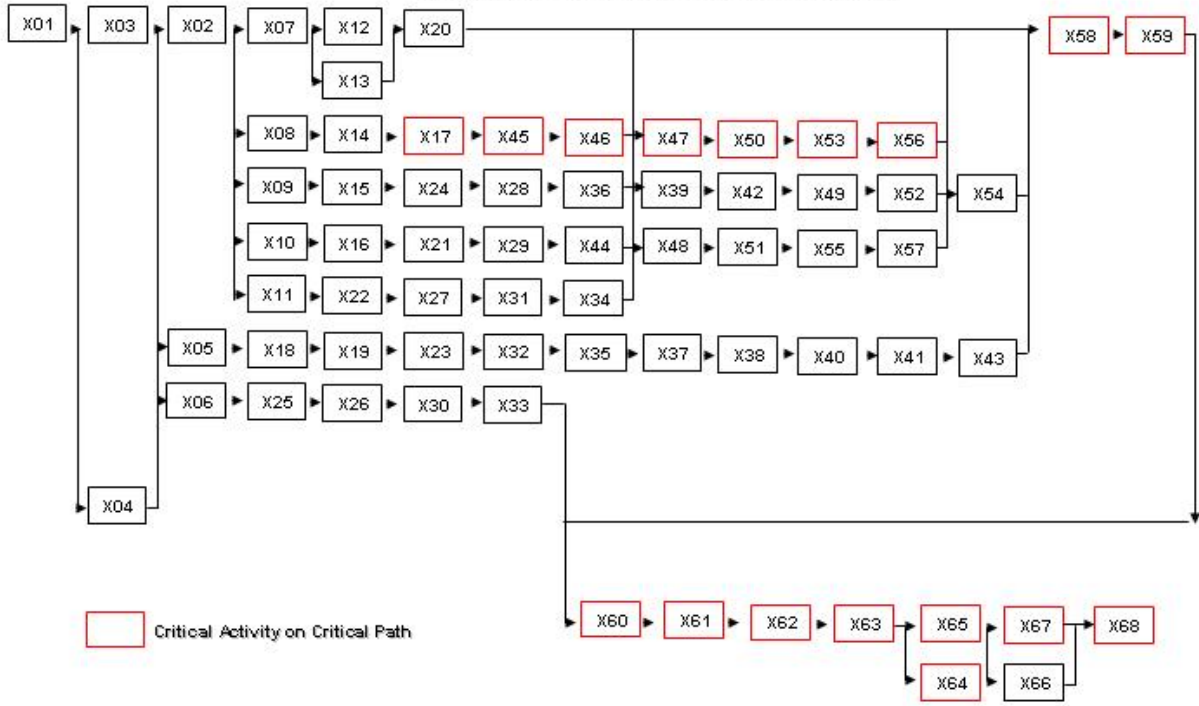 X01 X03 X02 X07 X12 X20 X58 X59
X13
X08 X14 X17 X45 X46 X47 X50 X53 X56
X09 X15 X24 X28 X36 X39 X42 X49 X52 X54
X10 X16 X21 X29 X44 X48 X51 X55 X57
X11 X22 X27 X31 X34
X05 X18 X19 X23 X32 X35 X37 X38 X40 X41 X43
X06 X25 X26 X30 X33
X04
X60 X61 X62 X63 X65 X67 X68
Critical Activity on Critical Path
X64 X66